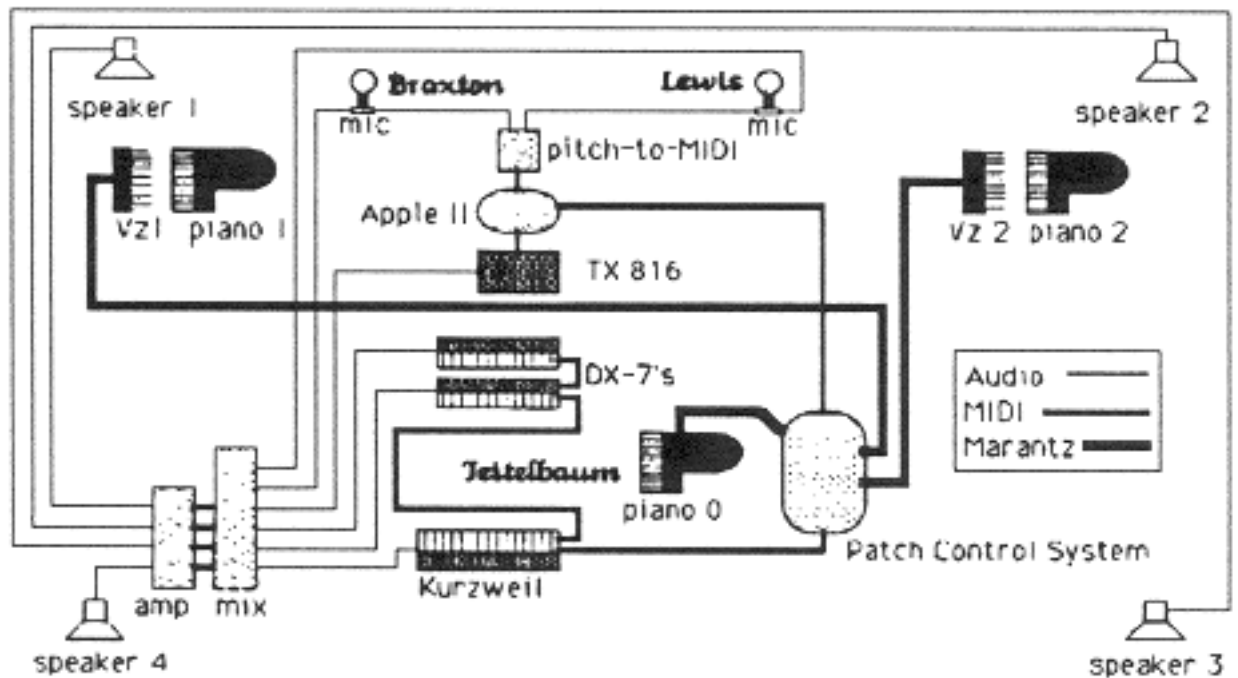 speaker 1
Braxton
mic
Lewis
mic
speaker 2
pitch-to-MIDI
Vz1
piano 1
Apple II
Vz 2
piano 2
TX 816
DX-7's
Audio
MIDI
Marantz
Teitelbaum
piano 0
Patch Control System
Kurzweil
amp
mix
speaker 4
speaker 3